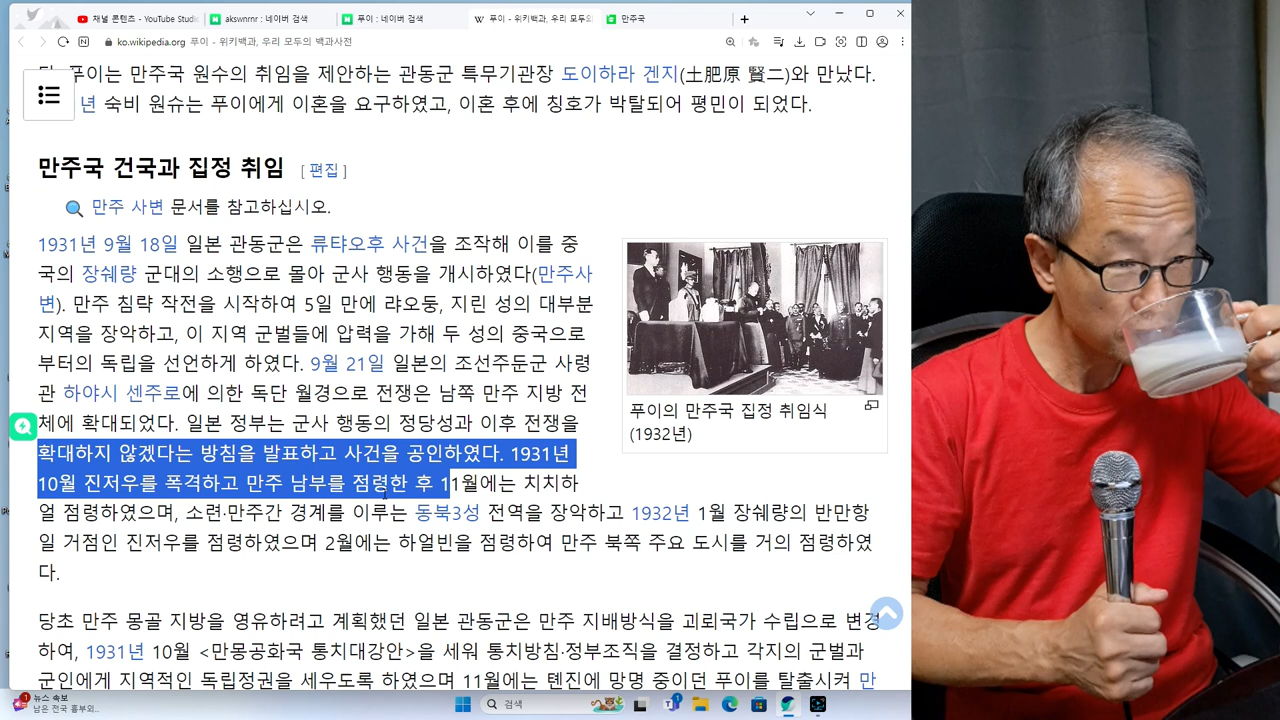 채널 콘텐츠 - YouTube Studio
akswnrnr : 네이버 검색
푸이 : 네이버 검색
푸이 - 위키백과, 우리 모두의
만주국
ko.wikipedia.org 푸이 - 위키백과, 우리 모두의 백과사전
푸이는 만주국 원수의 취임을 제안하는 관동군 특무기관장 도이하라 겐지(土肥原 賢二)와 만났다.
년 숙비 원슈는 푸이에게 이혼을 요구하였고, 이혼 후에 칭호가 박탈되어 평민이 되었다.
만주국 건국과 집정 취임 [ 편집 ]
만주 사변 문서를 참고하십시오.
1931년 9월 18일 일본 관동군은 류탸오후 사건을 조작해 이를 중
국의 장쉐량 군대의 소행으로 몰아 군사 행동을 개시하였다(만주사
변). 만주 침략 작전을 시작하여 5일 만에 랴오둥, 지린 성의 대부분
지역을 장악하고, 이 지역 군벌들에 압력을 가해 두 성의 중국으로
부터의 독립을 선언하게 하였다. 9월 21일 일본의 조선주둔군 사령
관 하야시 센주로에 의한 독단 월경으로 전쟁은 남쪽 만주 지방 전
체에 확대되었다. 일본 정부는 군사 행동의 정당성과 이후 전쟁을
확대하지 않겠다는 방침을 발표하고 사건을 공인하였다. 1931년
10월 진저우를 폭격하고 만주 남부를 점령한 후 11월에는 치치하
얼 점령하였으며, 소련·만주간 경계를 이루는 동북3성 전역을 장악하고 1932년 1월 장쉐량의 반만항
일 거점인 진저우를 점령하였으며 2월에는 하얼빈을 점령하여 만주 북쪽 주요 도시를 거의 점령하였
다.
푸이의 만주국 집정 취임식
(1932년)
당초 만주 몽골 지방을 영유하려고 계획했던 일본 관동군은 만주 지배방식을 괴뢰국가 수립으로 변경
하여, 1931년 10월 <만몽공화국 통치대강안>을 세워 통치방침·정부조직을 결정하고 각지의 군벌과
군인에게 지역적인 독립정권을 세우도록 하였으며 11월에는 톈진에 망명 중이던 푸이를 탈출시켜 만
뉴스 속보
남은 전국 흩부외...
검색